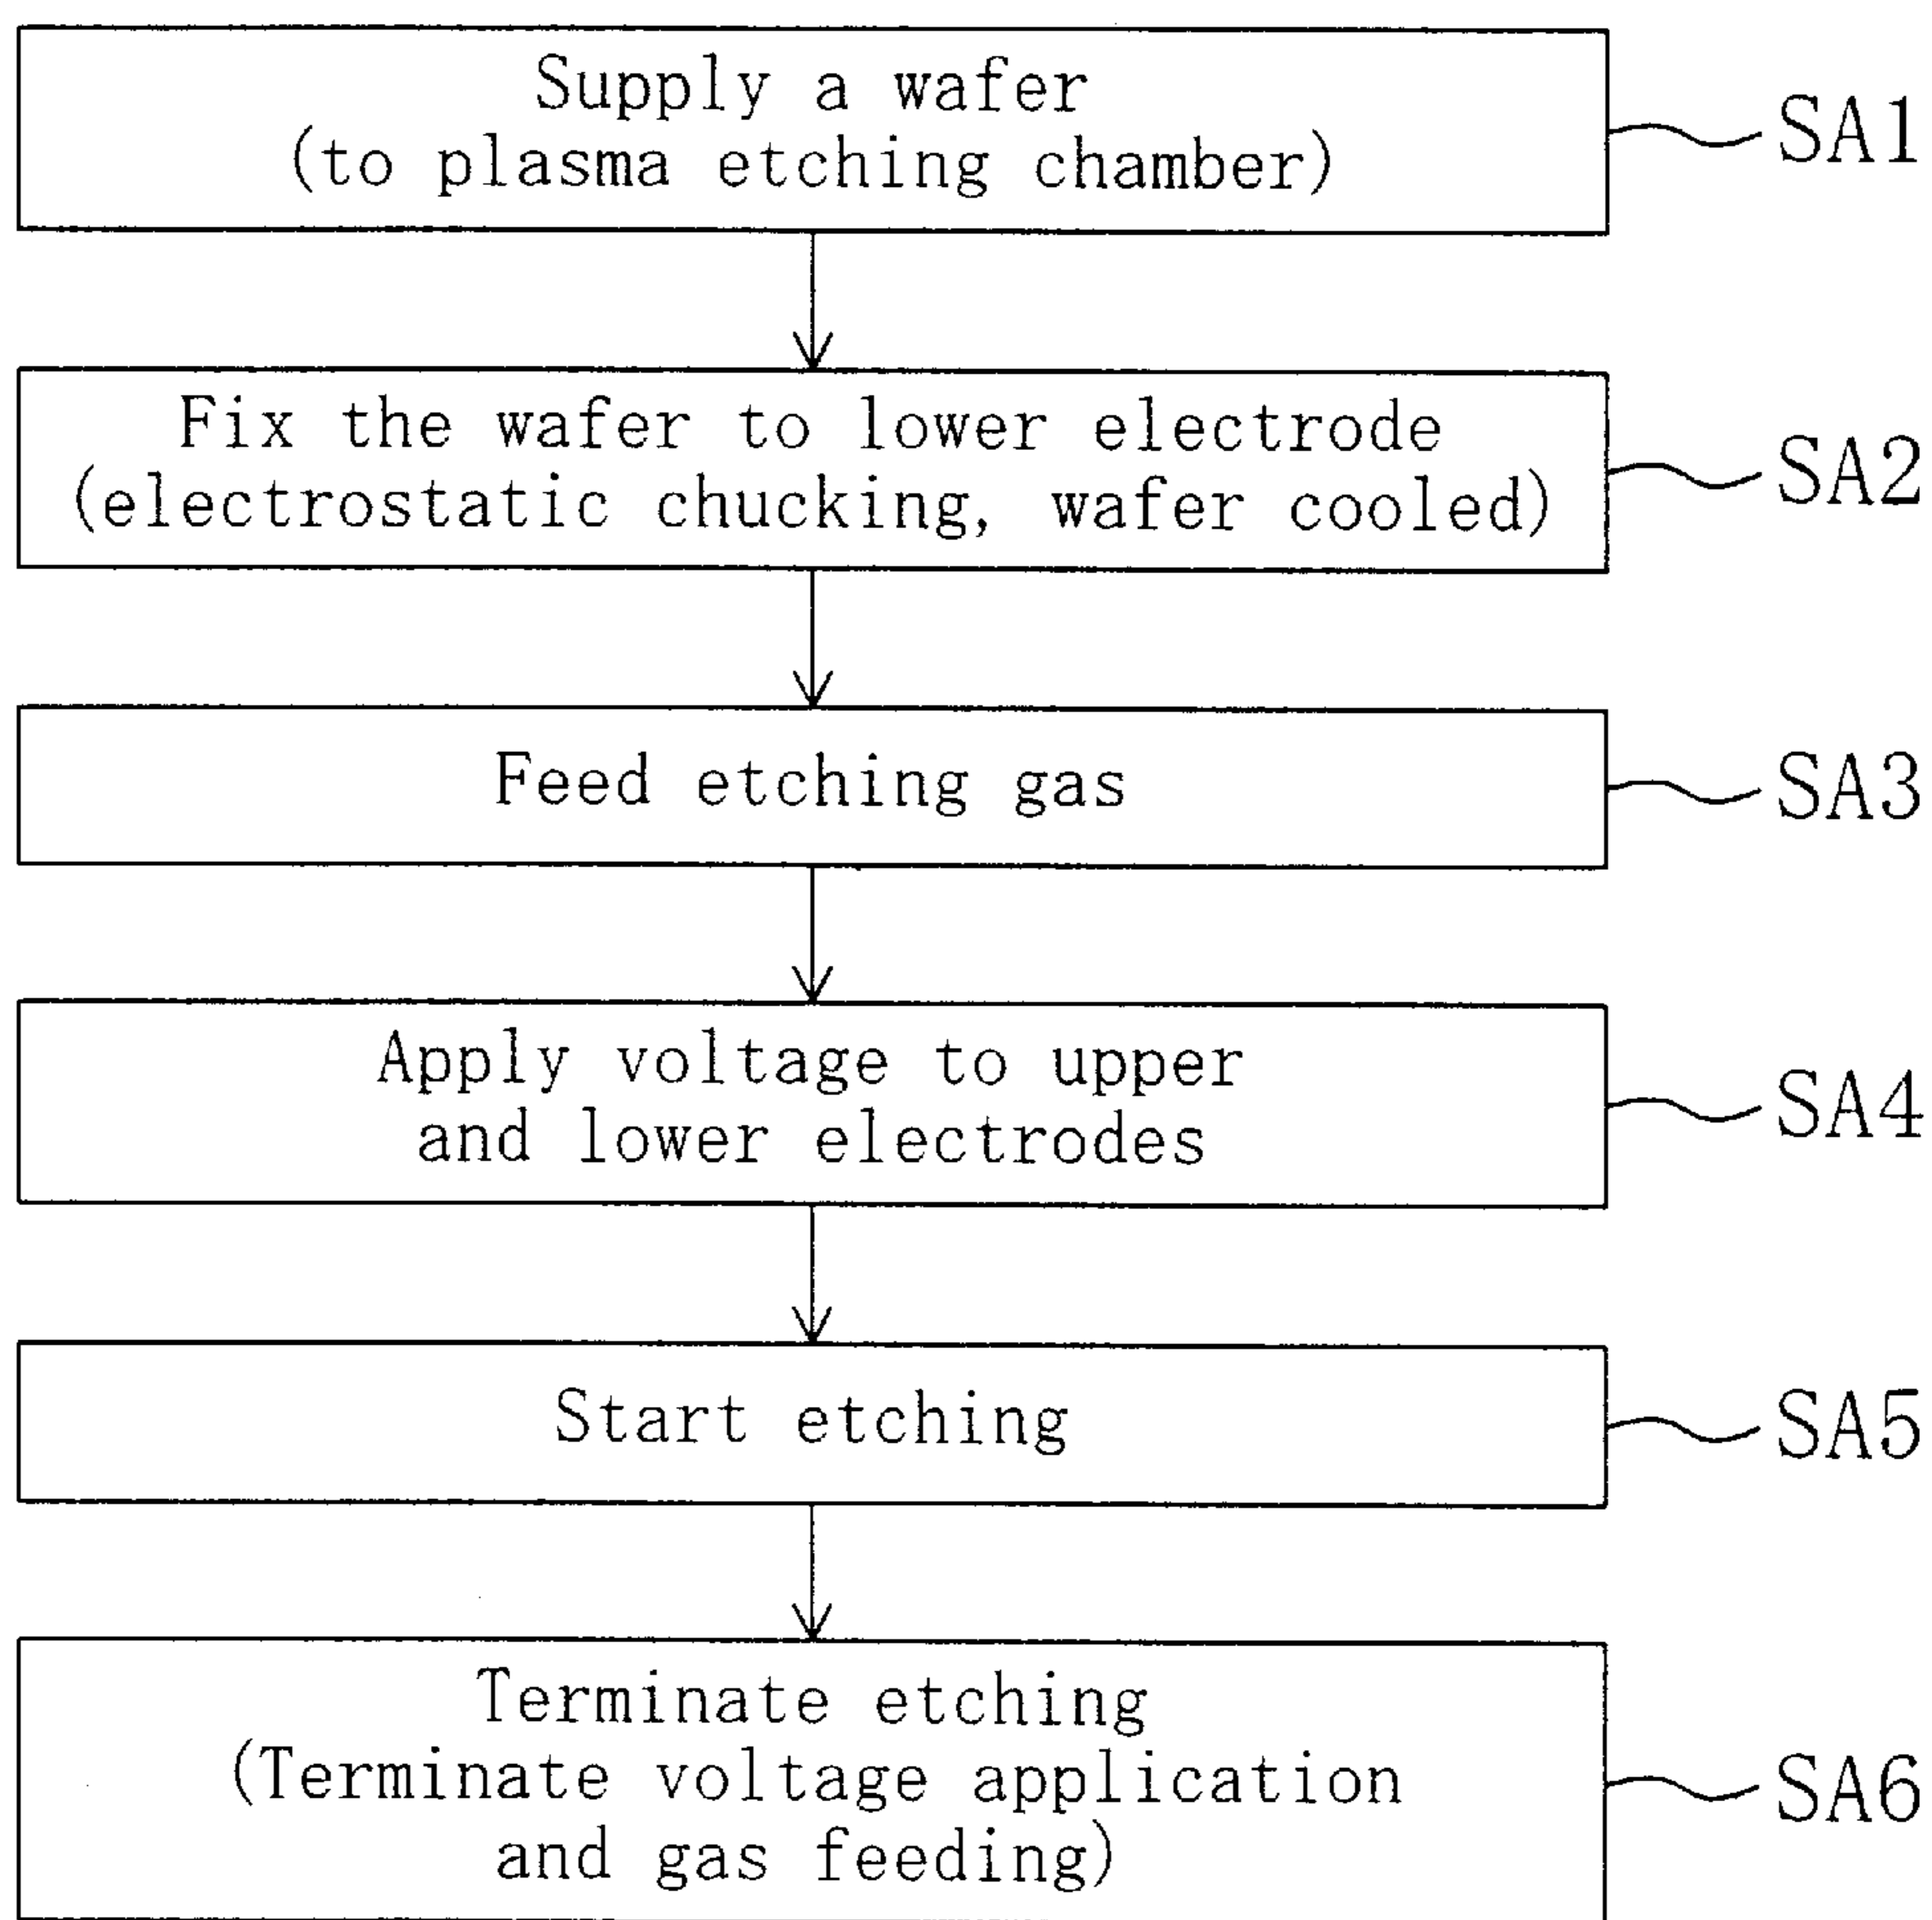 Supply a wafer
(to plasma etching chamber)
SA1
Fix the wafer to lower electrode
(electrostatic chucking, wafer cooled)
SA2
Feed etching gas
SA3
Apply voltage to upper
and lower electrodes
SA4
Start etching
SA5
Terminate etching
(Terminate voltage application
and gas feeding)
SA6